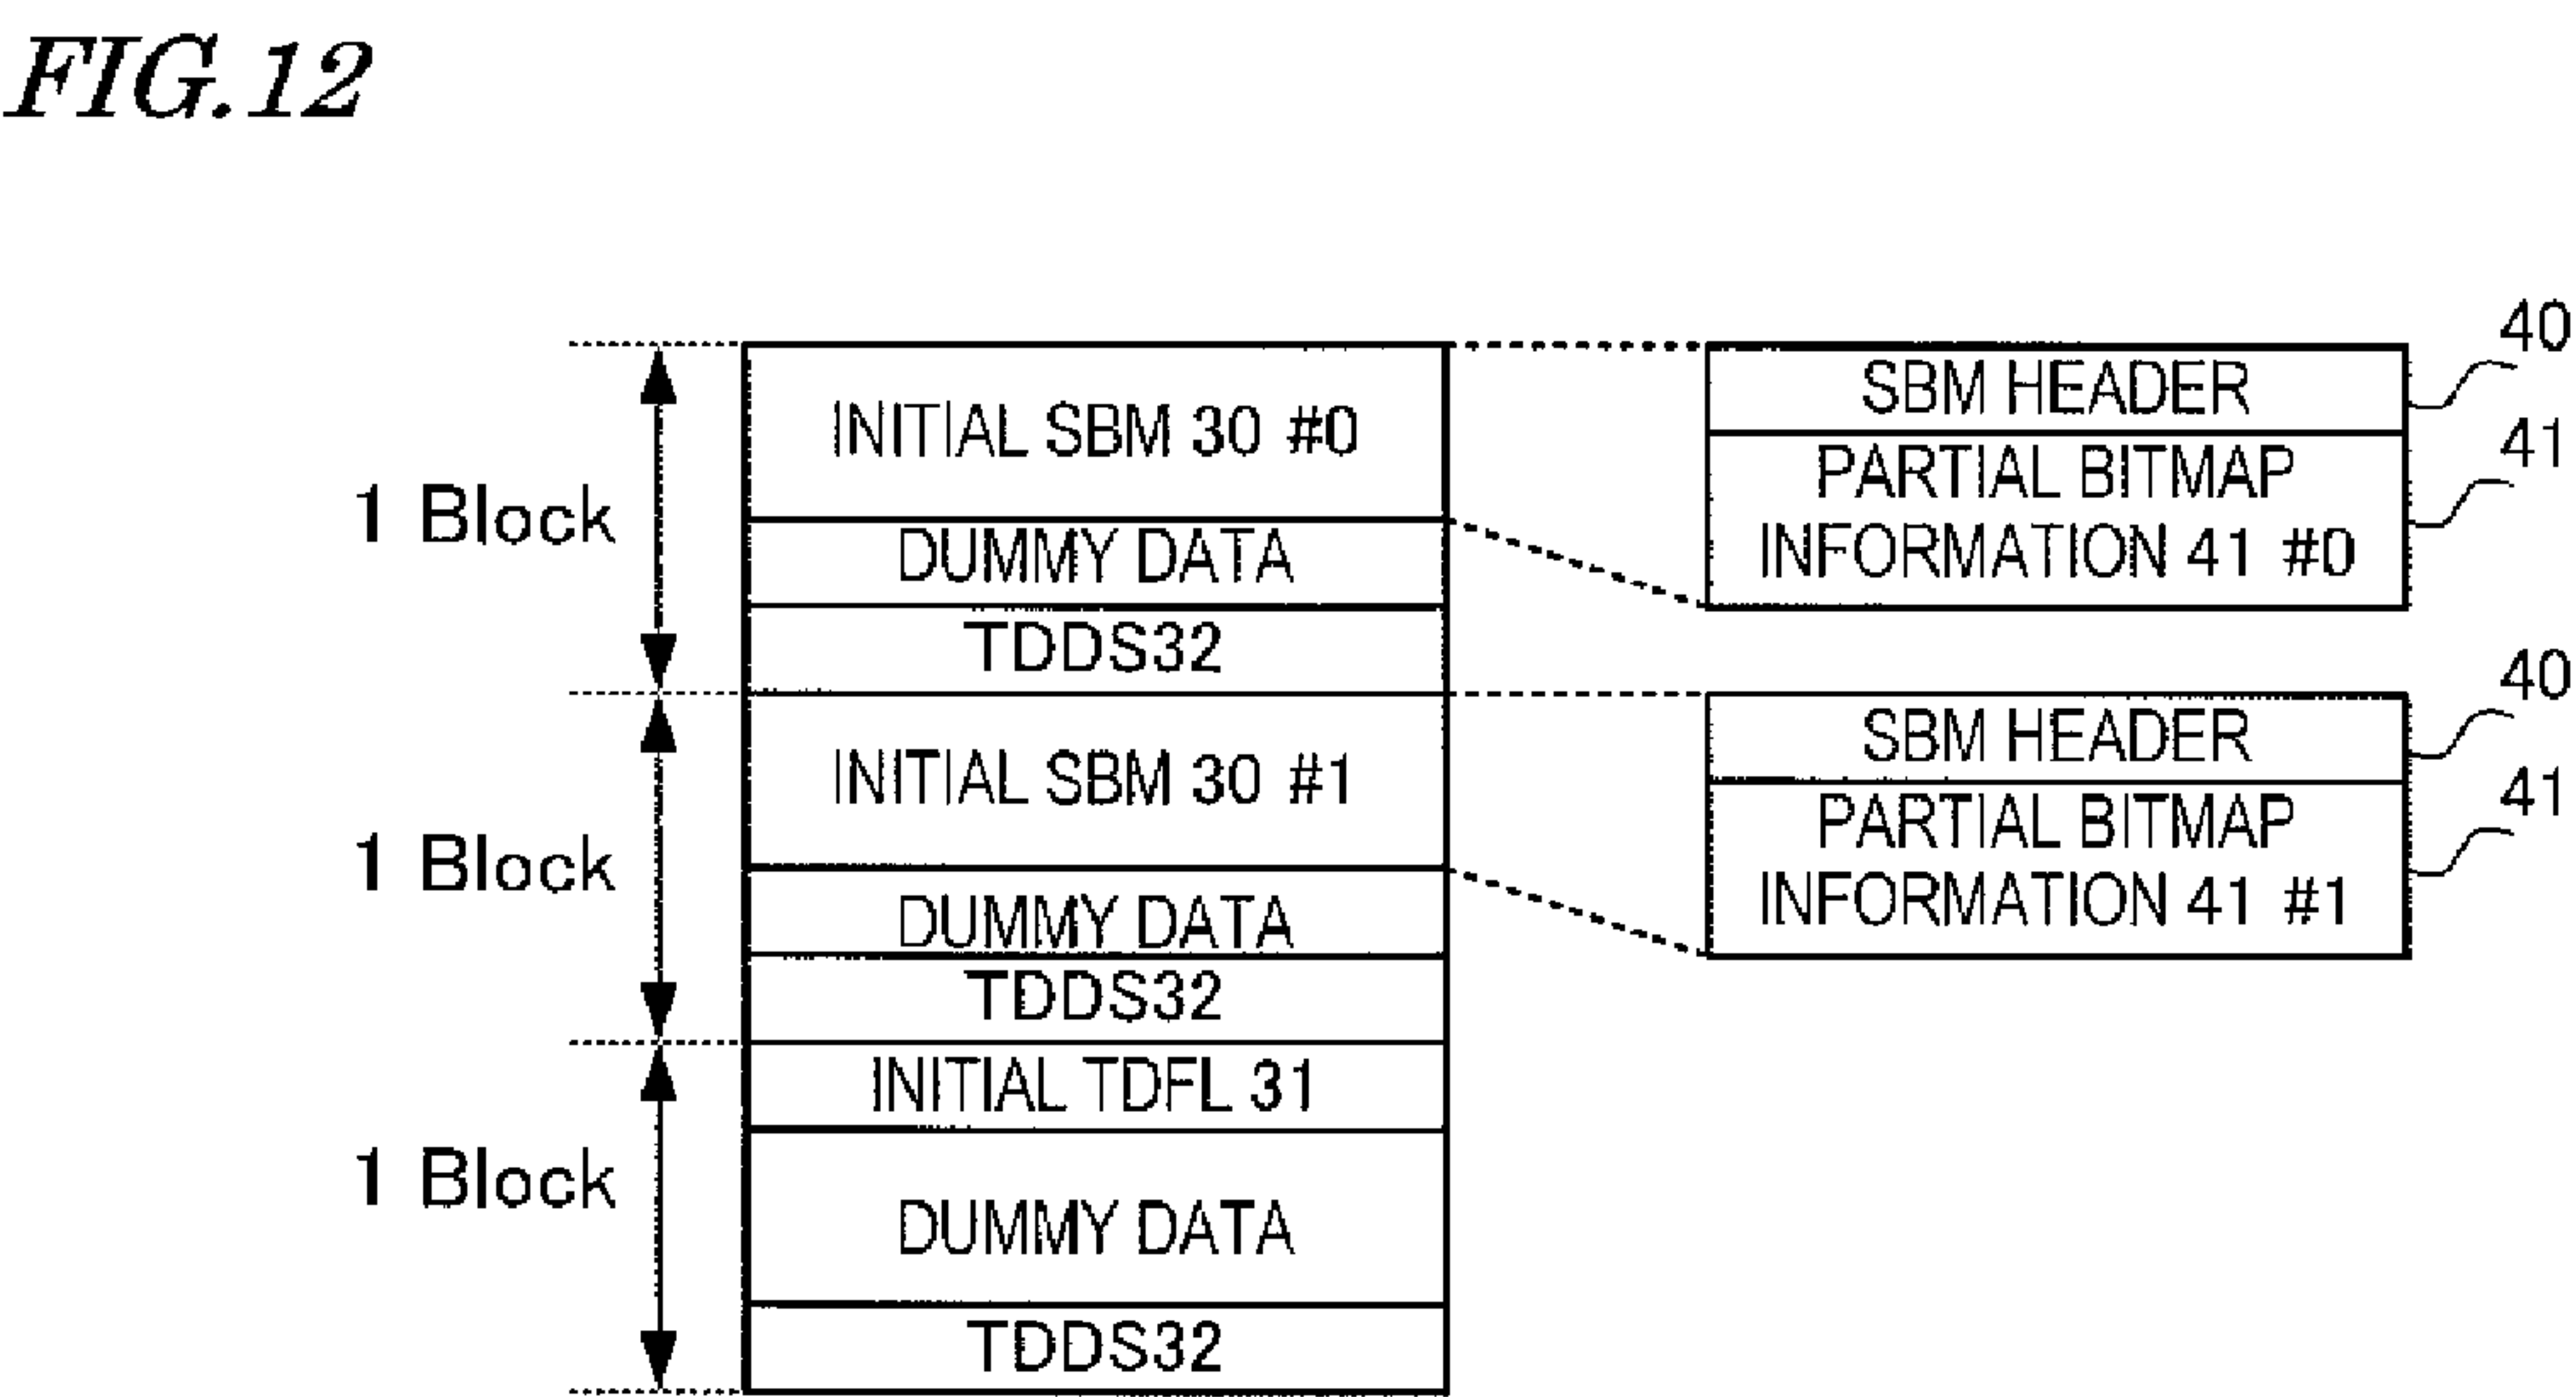 FIG.12
1 Block
INITIAL SBM 30 #0
DUMMY DATA
TDDS32
SBM HEADER
40
PARTIAL BITMAP
INFORMATION 41 #0
41
1 Block
INITIAL SBM 30 #1
DUMMY DATA
TDDS32
SBM HEADER
40
PARTIAL BITMAP
INFORMATION 41 #1
41
1 Block
INITIAL TDFL 31
DUMMY DATA
TDDS32